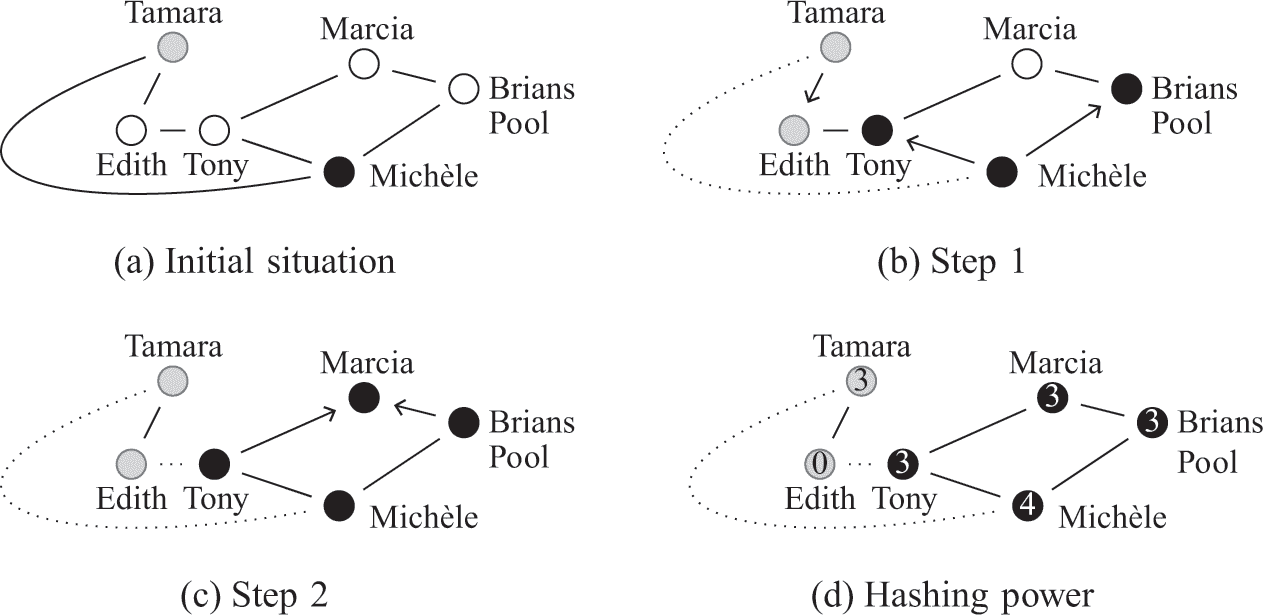 Tamara
Marcia
Brians
Pool
Edith Tony
Michèle
(a) Initial situation
Tamara
Marcia
Brians
Pool
Edith Tony
Michèle
(b) Step 1
Tamara
Marcia
Brians
Pool
Edith Tony
Michèle
(c) Step 2
Tamara
3
Marcia
3
3 Brians
Pool
0 3
Edith Tony
4 Michèle
(d) Hashing power